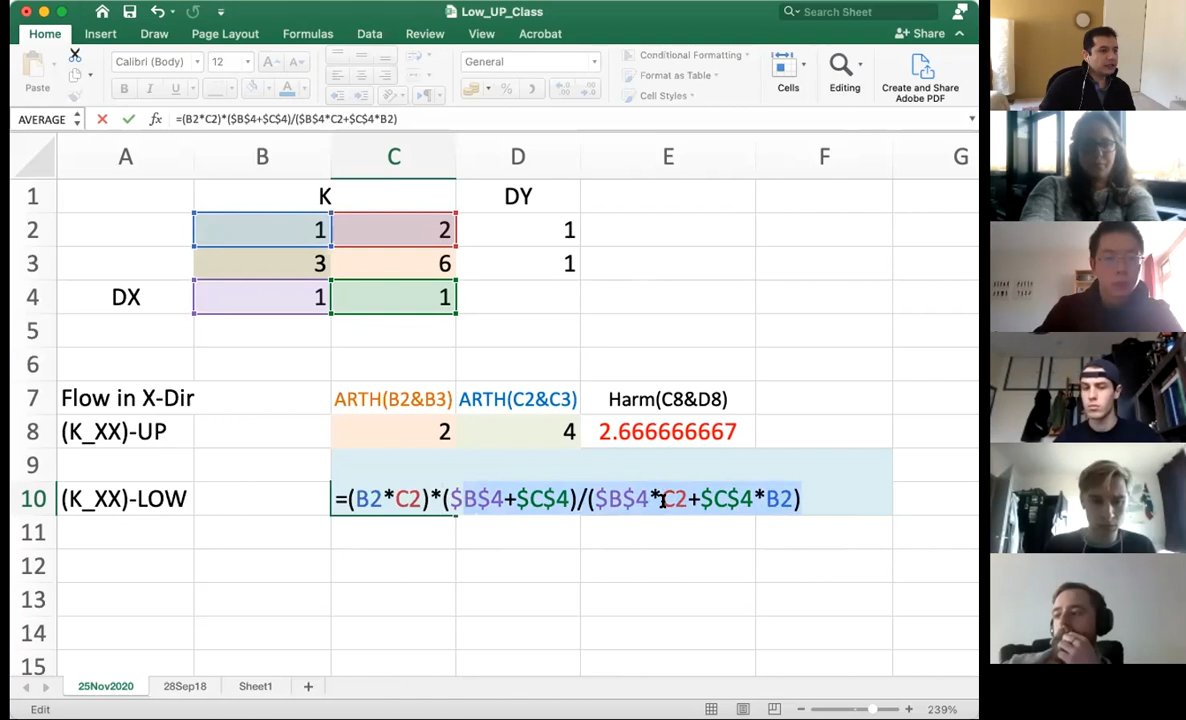 Low_UP_Class
Search Sheet
Home Insert Draw Page Layout Formulas Data Review View Acrobat Share
Paste
Calibri (Body) 12
B I U A
General
%
Conditional Formatting
Format as Table
Cell Styles
Cells
Editing
Create and Share
Adobe PDF
AVERAGE fx =(B2*C2)*($B$4+$C$4)/($B$4*C2+$C$4*B2)
A B C D E F G
1 K DY
2 1 2 1
3 3 6 1
4 DX 1 1
5
6
7 Flow in X-Dir ARTH(B2&B3) ARTH(C2&C3) Harm(C8&D8)
8 (K_XX)-UP 2 4 2.666666667
9
10 (K_XX)-LOW =(B2*C2)*($B$4+$C$4)/($B$4*C2+$C$4*B2)
11
12
13
14
15
25Nov2020 28Sep18 Sheet1 +
Edit
239%